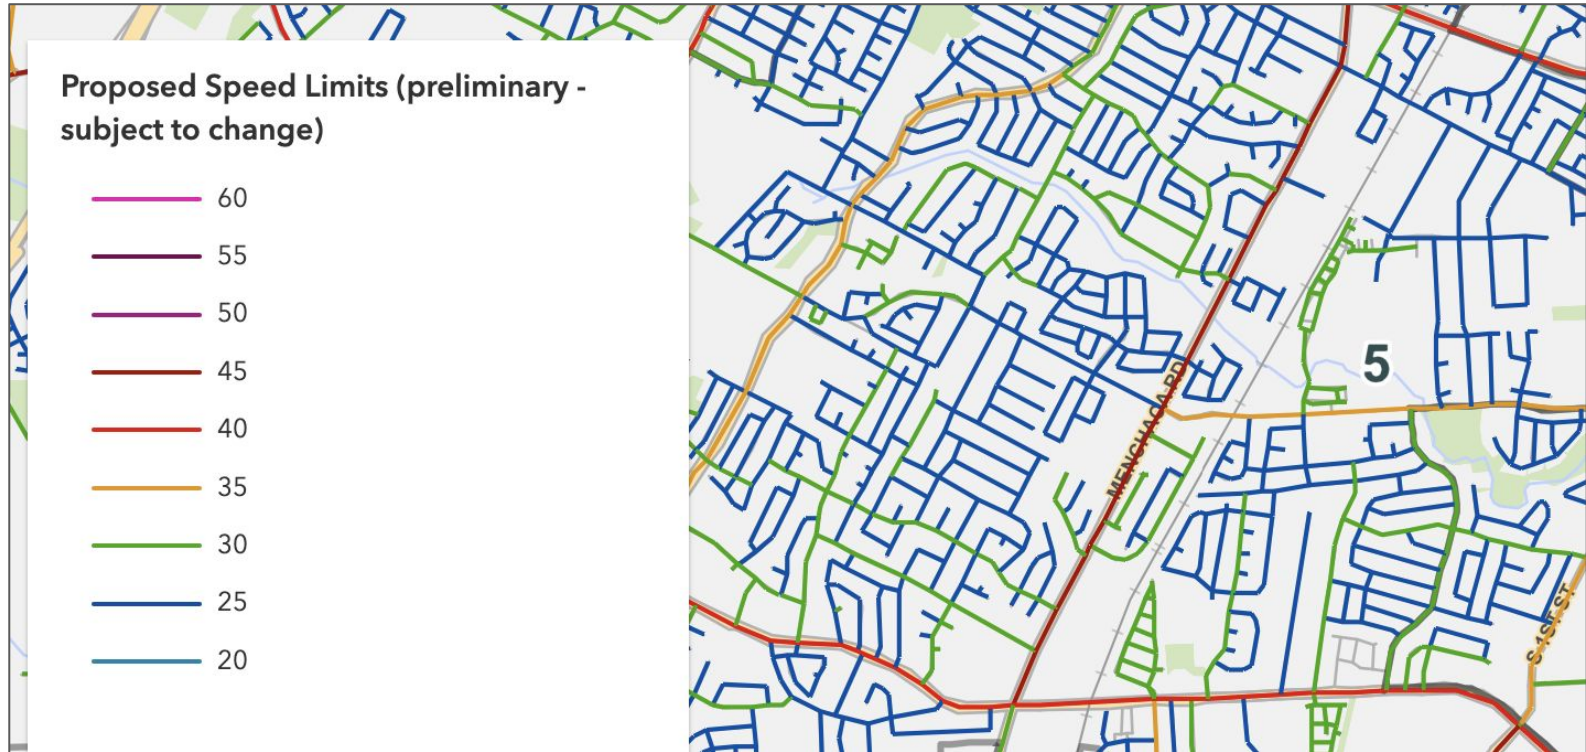 Proposed Speed Limits (preliminary -
subject to change)
60
55
50
45
40
35
30
25
20
5
MENCHACA RD
S 1ST ST